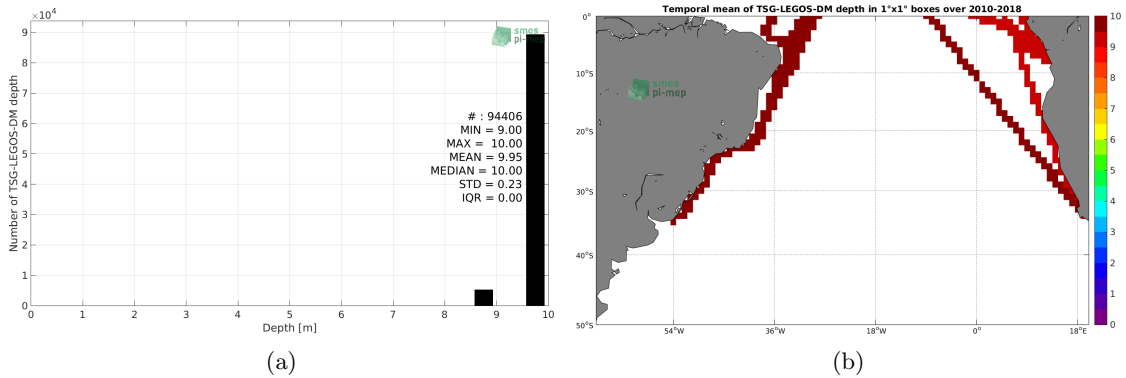 ×10⁴
9
8
7
6
5
4
3
2
1
0
Number of TSG-LEGOS-DM depth
smos
pi-mep
# : 94406
MIN = 9.00
MAX = 10.00
MEAN = 9.95
MEDIAN = 10.00
STD = 0.23
IQR = 0.00
0 1 2 3 4 5 6 7 8 9 10
Depth [m]
(a)
Temporal mean of TSG-LEGOS-DM depth in 1°x1° boxes over 2010-2018
0°
10°S
20°S
30°S
40°S
50°S
smos
pi-mep
54°W 36°W 18°W 0° 18°E
10
9
8
7
6
5
4
3
2
1
0
(b)